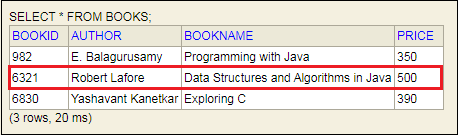 SELECT * FROM BOOKS;
BOOKID AUTHOR BOOKNAME PRICE
982 E. Balagurusamy Programming with Java 350
6321 Robert Lafore Data Structures and Algorithms in Java 500
6830 Yashavant Kanetkar Exploring C 390
(3 rows, 20 ms)